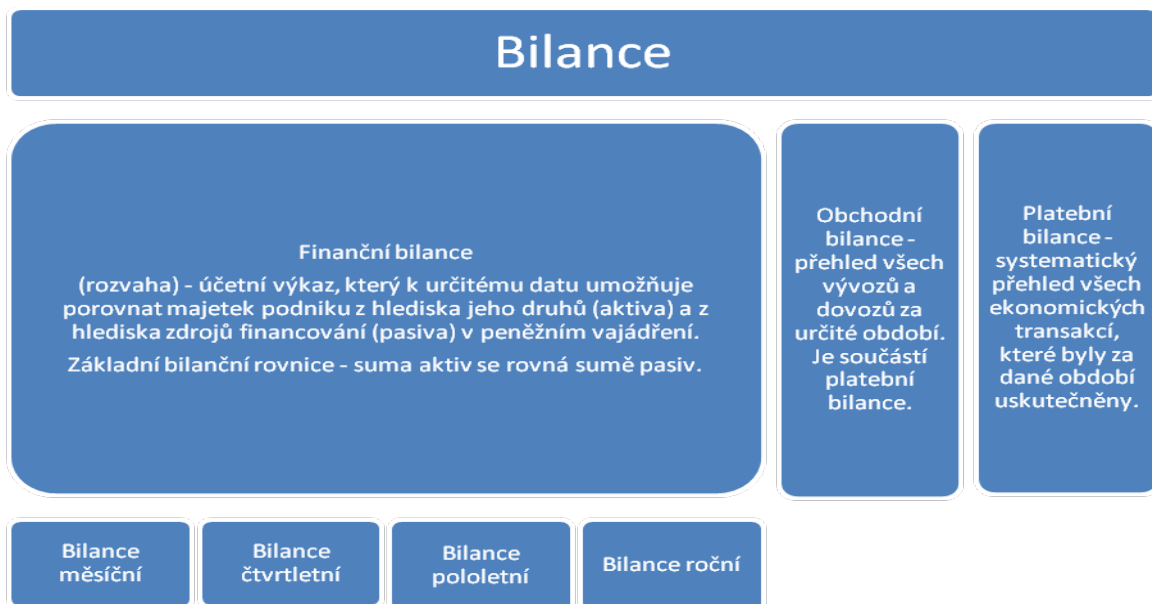 Bilance
Finanční bilance
(rozvaha) - účetní výkaz, který k určitému datu umožňuje
porovnat majetek podniku z hlediska jeho druhů (aktiva) a z
hlediska zdrojů financování (pasiva) v peněžním vajádření.
Základní bilanční rovnice - suma aktiv se rovná sumě pasiv.
Obchodní
bilance -
přehled všech
vývozů a
dovozů za
určité období.
Je součástí
platební
bilance.
Platební
bilance -
systematický
přehled všech
ekonomických
transakcí,
které byly za
dané období
uskutečněny.
Bilance
měsíční
Bilance
čtvrtletní
Bilance
pololetní
Bilance roční